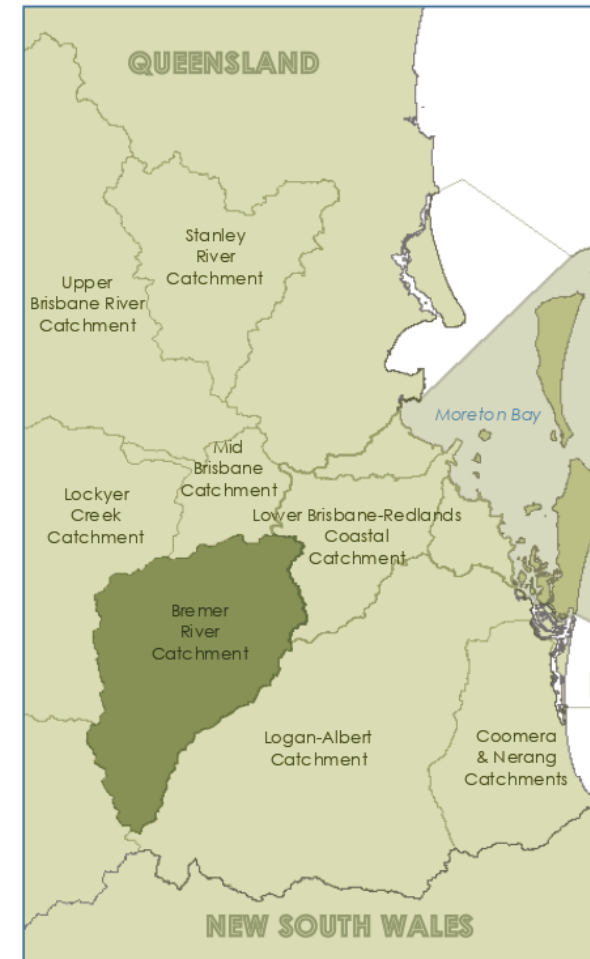 QUEENSLAND
Stanley
River
Catchment
Upper
Brisbane River
Catchment
Moreton Bay
Mid
Brisbane
Catchment
Lockyer
Creek
Catchment
Lower Brisbane-Redlands
Coastal
Catchment
Bremer
River
Catchment
Logan-Albert
Catchment
Coomera
& Nerang
Catchments
NEW SOUTH WALES